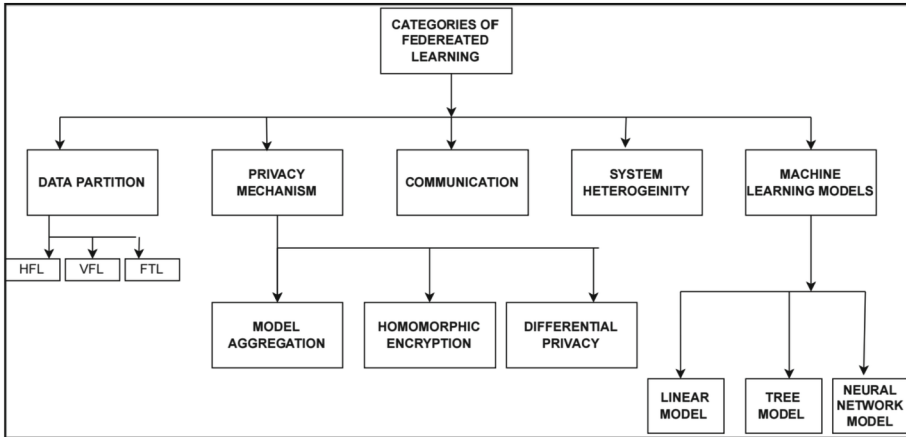 CATEGORIES OF
FEDEREATED
LEARNING
DATA PARTITION
PRIVACY
MECHANISM
COMMUNICATION
SYSTEM
HETEROGEINITY
MACHINE
LEARNING MODELS
HFL
VFL
FTL
MODEL
AGGREGATION
HOMOMORPHIC
ENCRYPTION
DIFFERENTIAL
PRIVACY
LINEAR
MODEL
TREE
MODEL
NEURAL
NETWORK
MODEL